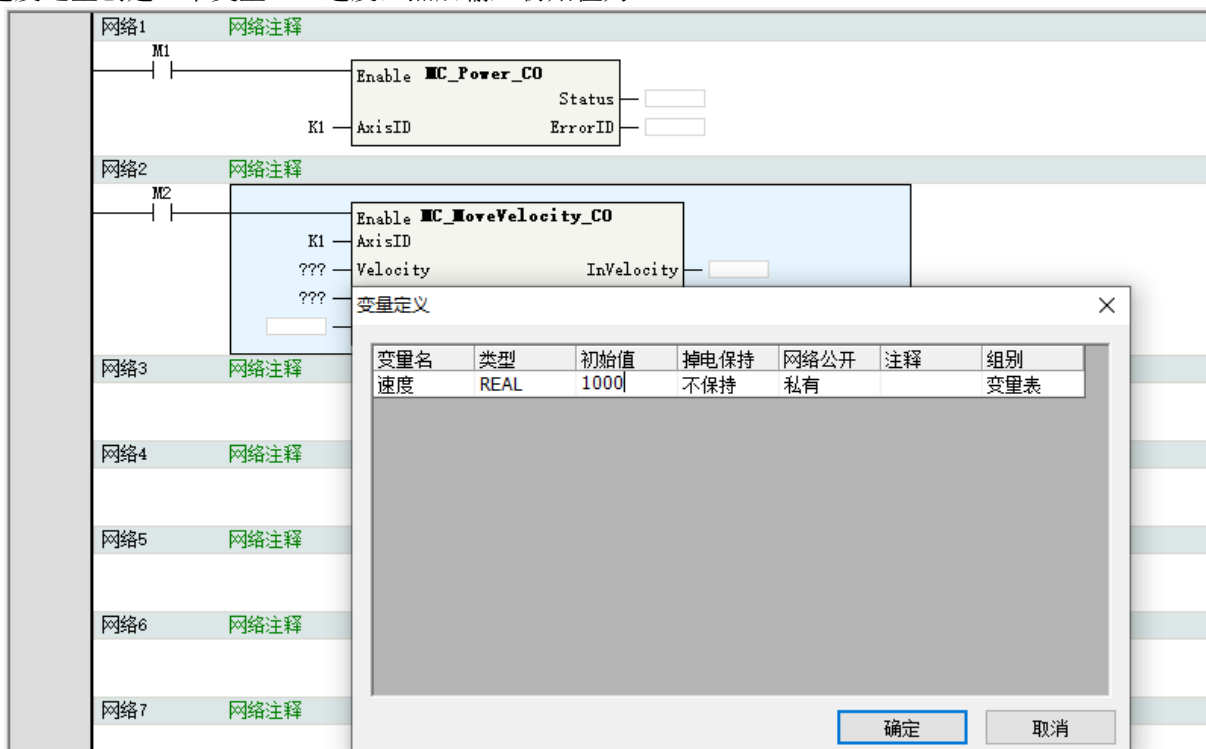 网络1 网络注释
M1
Enable MC_Power_CO
Status
K1 AxisID ErrorID
网络2 网络注释
M2
Enable MC_MoveVelocity_CO
K1 AxisID
??? Velocity InVelocity
???
变量定义
变量名 类型 初始值 掉电保持 网络公开 注释 组别
速度 REAL 1000 不保持 私有 变量表
网络3 网络注释
网络4 网络注释
网络5 网络注释
网络6 网络注释
网络7 网络注释
确定 取消